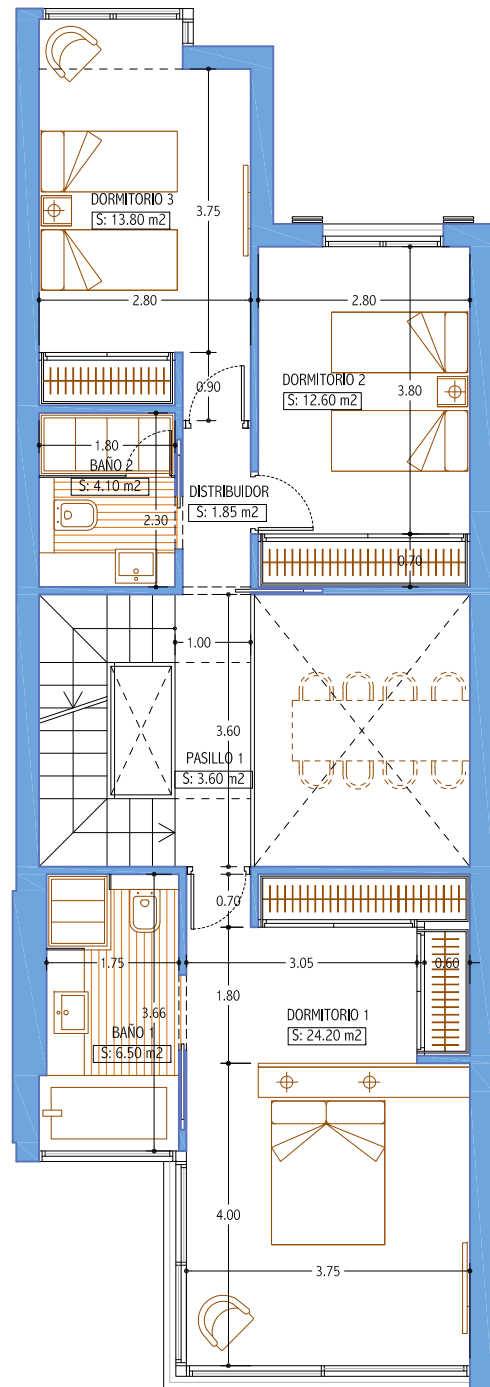 DORMITORIO 3
S: 13.80 m2
3.75
2.80
2.80
DORMITORIO 2
S: 12.60 m2
3.80
0.90
1.80
BAÑO 2
S: 4.10 m2
DISTRIBUIDOR
S: 1.85 m2
2.30
0.70
1.00
3.60
PASILLO 1
S: 3.60 m2
0.70
1.75
3.05
0.60
1.80
3.66
DORMITORIO 1
S: 24.20 m2
BAÑO 1
S: 6.50 m2
4.00
3.75